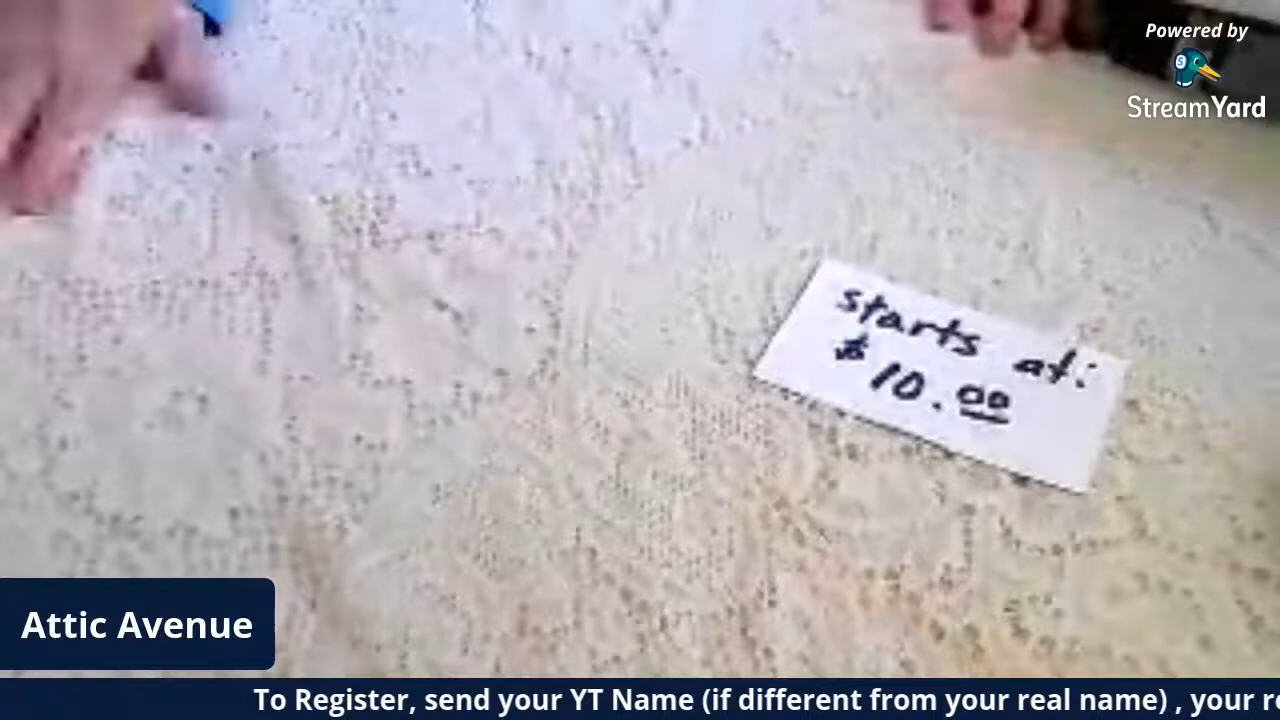 Powered by
StreamYard
starts at:
$10.00
Attic Avenue
To Register, send your YT Name (if different from your real name) , your r